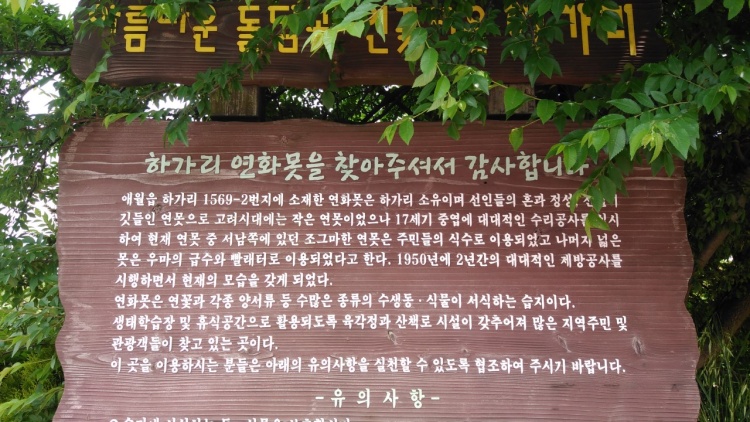 돌담과 연꽃
하가리 연화못을 찾아주셔서 감사합니다
애월읍 하가리 1569-2번지에 소재한 연화못은 하가리 소유이며 선인들의 혼과 정성
깃들인 연못으로 고려시대에는 작은 연못이었으나 17세기 중엽에 대대적인 수리공사를
하여 현재 연못 중 서남쪽에 있던 조그마한 연못은 주민들의 식수로 이용되었고 나머지 넓은
못은 우마의 급수와 빨래터로 이용되었다고 한다. 1950년에 2년간의 대대적인 제방공사를
시행하면서 현재의 모습을 갖게 되었다.
연화못은 연꽃과 각종 양서류 등 수많은 종류의 수생동·식물이 서식하는 습지이다.
생태학습장 및 휴식공간으로 활용되도록 육각정과 산책로 시설이 갖추어져 많은 지역주민 및
관광객들이 찾고 있는 곳이다.
이 곳을 이용하시는 분들은 아래의 유의사항을 실천할 수 있도록 협조하여 주시기 바랍니다.
- 유 의 사 항 -